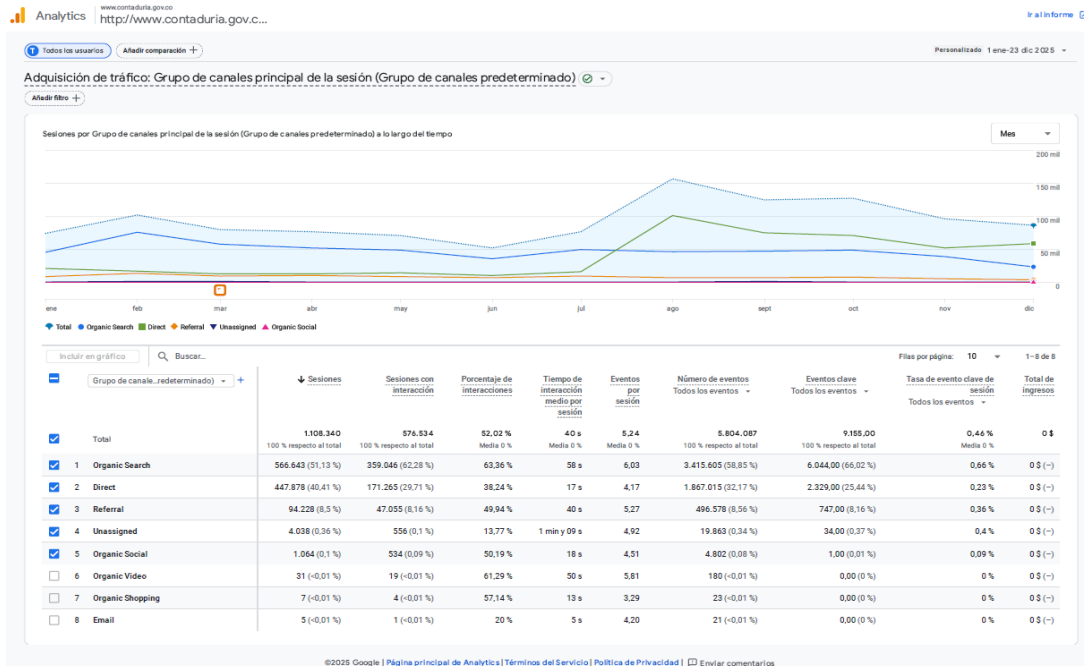 Analytics
www.contaduria.gov.co
http://www.contaduria.gov.c...
Ir al informe
T Todos los usuarios
Añadir comparación +
Personalizado 1 ene-23 dic 2025
Adquisición de tráfico: Grupo de canales principal de la sesión (Grupo de canales predeterminado)
Añadir filtro +
Sesiones por Grupo de canales principal de la sesión (Grupo de canales predeterminado) a lo largo del tiempo
Mes
200 mil
150 mil
100 mil
50 mil
0
ene feb mar abr may jun jul ago sept oct nov dic
Total Organic Search Direct Referral Unassigned Organic Social
Incluir en gráfico
Buscar...
Filas por página: 10
1-8 de 8
Grupo de canale...redeterminado) +
Sesiones
Sesiones con interacción
Porcentaje de interacciones
Tiempo de interacción medio por sesión
Eventos por sesión
Número de eventos
Todos los eventos
Eventos clave
Todos los eventos
Tasa de evento clave de sesión
Todos los eventos
Total de ingresos
Total 1.108.340 576.534 52,02 % 40 s 5,24 5.804.087 9.155,00 0,46 % 0 $
100 % respecto al total 100 % respecto al total Media 0 % Media 0 % Media 0 % 100 % respecto al total 100 % respecto al total Media 0 %
1 Organic Search 566.643 (51,13 %) 359.046 (62,28 %) 63,36 % 58 s 6,03 3.415.605 (58,85 %) 6.044,00 (66,02 %) 0,66 % 0 $ (–)
2 Direct 447.878 (40,41 %) 171.265 (29,71 %) 38,24 % 17 s 4,17 1.867.015 (32,17 %) 2.329,00 (25,44 %) 0,23 % 0 $ (–)
3 Referral 94.228 (8,5 %) 47.055 (8,16 %) 49,94 % 40 s 5,27 496.578 (8,56 %) 747,00 (8,16 %) 0,36 % 0 $ (–)
4 Unassigned 4.038 (0,36 %) 556 (0,1 %) 13,77 % 1 min y 09 s 4,92 19.863 (0,34 %) 34,00 (0,37 %) 0,4 % 0 $ (–)
5 Organic Social 1.064 (0,1 %) 534 (0,09 %) 50,19 % 18 s 4,51 4.802 (0,08 %) 1,00 (0,01 %) 0,09 % 0 $ (–)
6 Organic Video 31 (<0,01 %) 19 (<0,01 %) 61,29 % 50 s 5,81 180 (<0,01 %) 0,00 (0 %) 0 % 0 $ (–)
7 Organic Shopping 7 (<0,01 %) 4 (<0,01 %) 57,14 % 13 s 3,29 23 (<0,01 %) 0,00 (0 %) 0 % 0 $ (–)
8 Email 5 (<0,01 %) 1 (<0,01 %) 20 % 5 s 4,20 21 (<0,01 %) 0,00 (0 %) 0 % 0 $ (–)
©2025 Google | Página principal de Analytics | Términos del Servicio | Política de Privacidad | Enviar comentarios